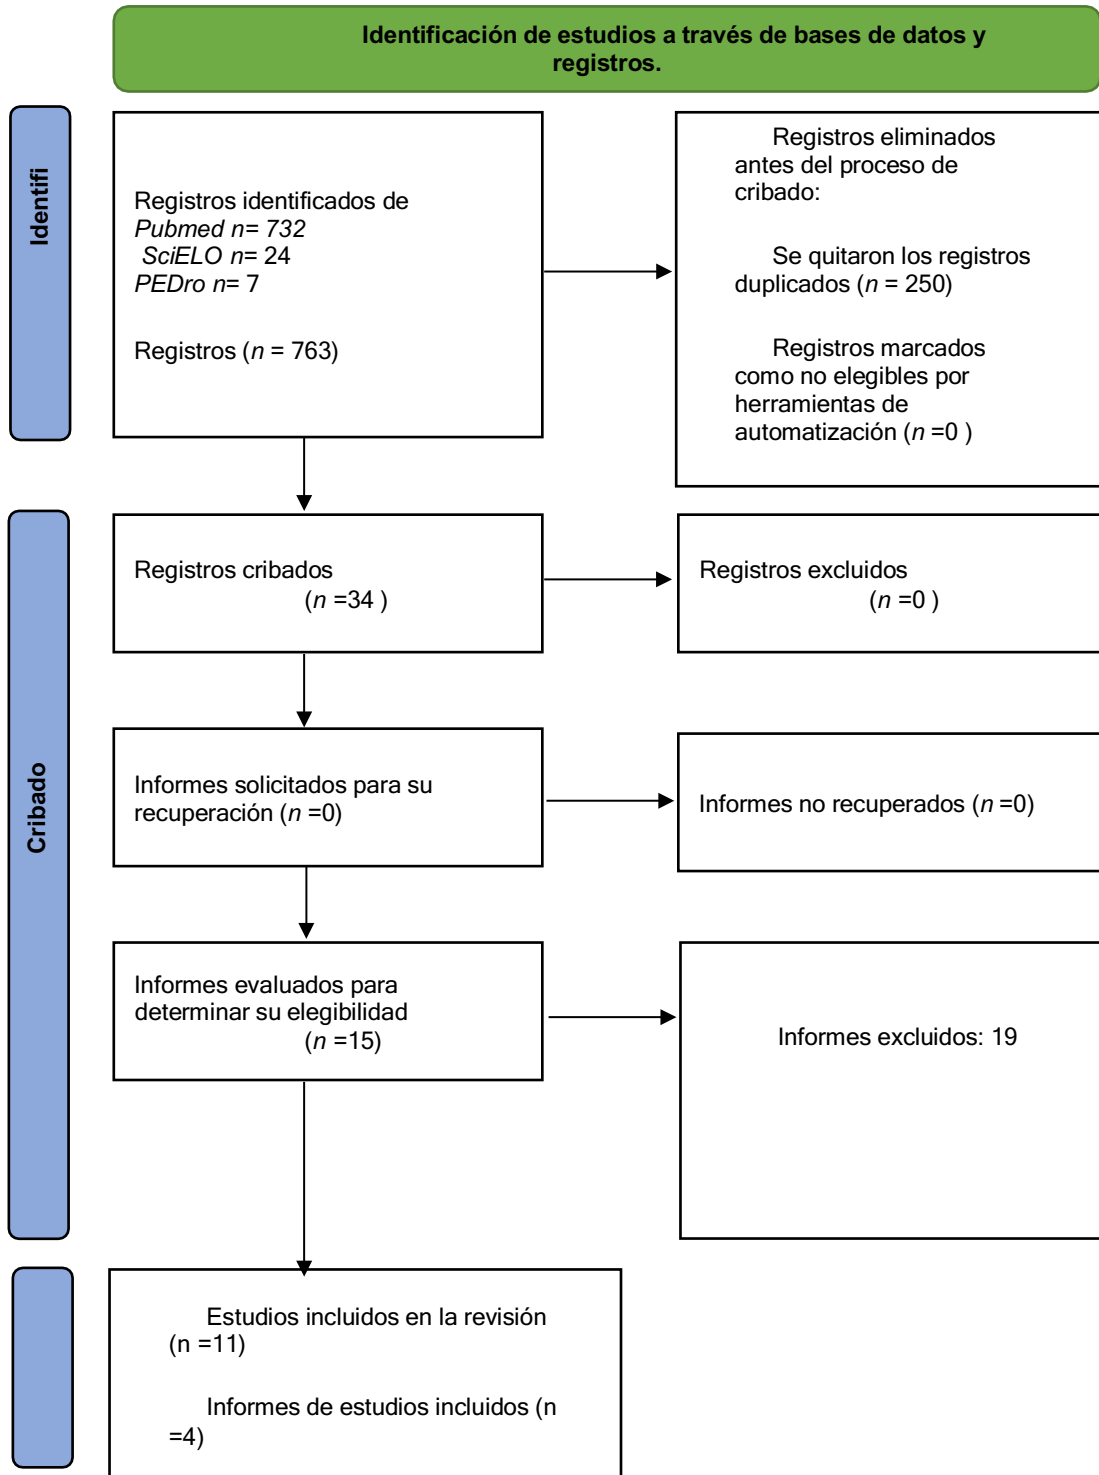 Identificación de estudios a través de bases de datos y
registros.
Identifi
Registros identificados de
Pubmed n= 732
SciELO n= 24
PEDro n= 7
Registros (n = 763)
Registros eliminados
antes del proceso de
cribado:
Se quitaron los registros
duplicados (n = 250)
Registros marcados
como no elegibles por
herramientas de
automatización (n =0 )
Cribado
Registros cribados
(n =34 )
Registros excluidos
(n =0 )
Informes solicitados para su
recuperación (n =0)
Informes no recuperados (n =0)
Informes evaluados para
determinar su elegibilidad
(n =15)
Informes excluidos: 19
Estudios incluidos en la revisión
(n =11)
Informes de estudios incluidos (n
=4)